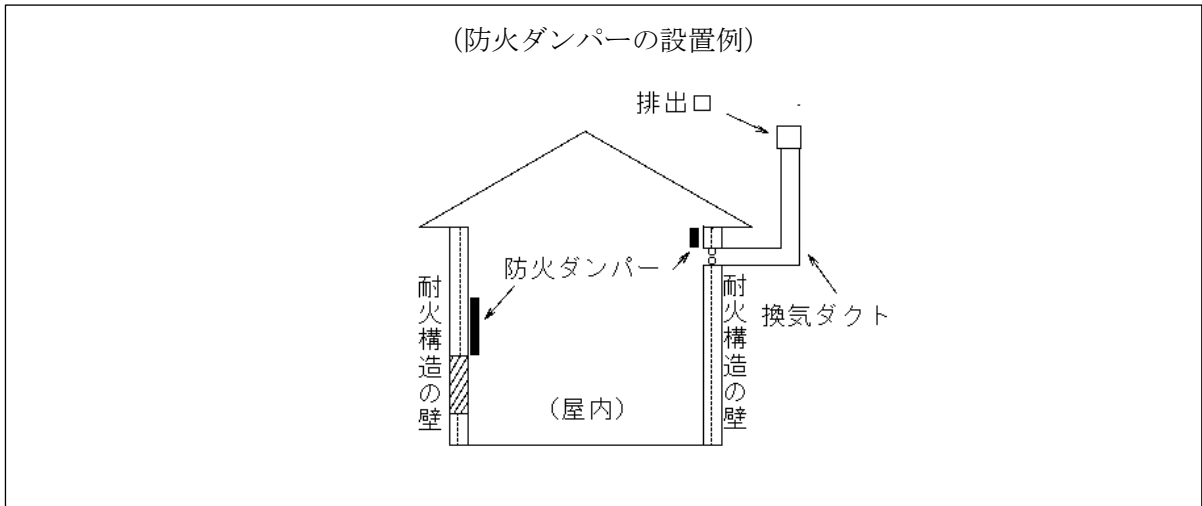 (防火ダンパーの設置例)
排出口
防火ダンパー
耐火構造の壁
耐火構造の壁
換気ダクト
(屋内)